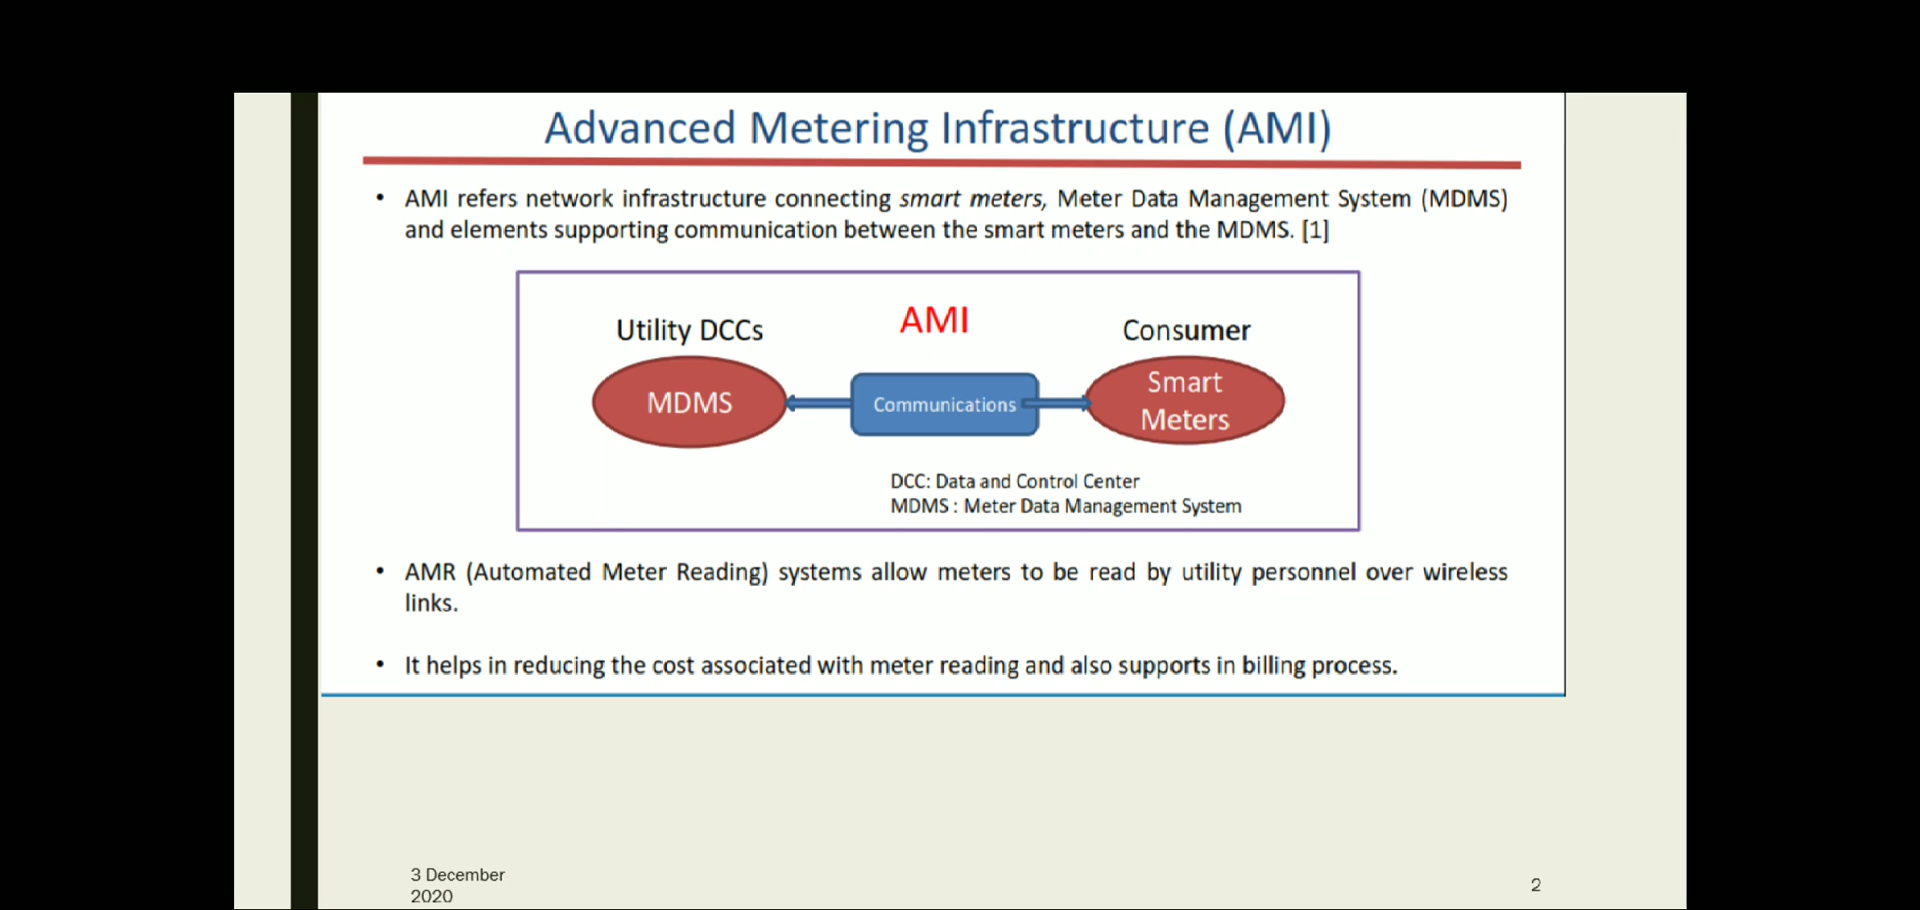 Advanced Metering Infrastructure (AMI)
• AMI refers network infrastructure connecting smart meters, Meter Data Management System (MDMS)
and elements supporting communication between the smart meters and the MDMS. [1]
AMI
Utility DCCs
Consumer
MDMS
Communications
Smart
Meters
DCC: Data and Control Center
MDMS : Meter Data Management System
• AMR (Automated Meter Reading) systems allow meters to be read by utility personnel over wireless
links.
• It helps in reducing the cost associated with meter reading and also supports in billing process.
3 December
2020
2